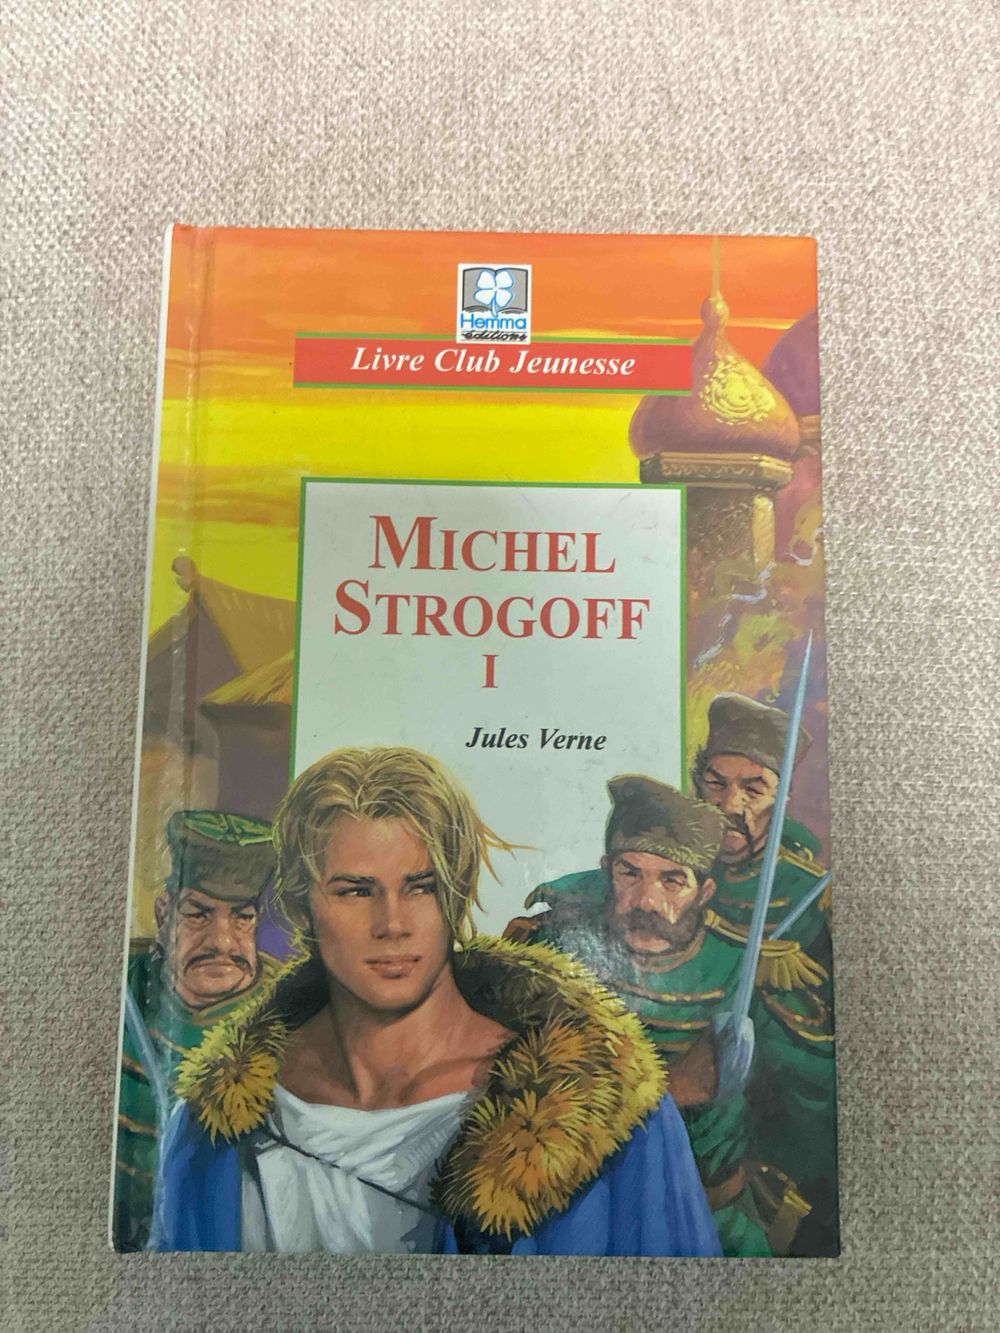 Hemma
éditions
Livre Club Jeunesse
MICHEL
STROGOFF
I
Jules Verne